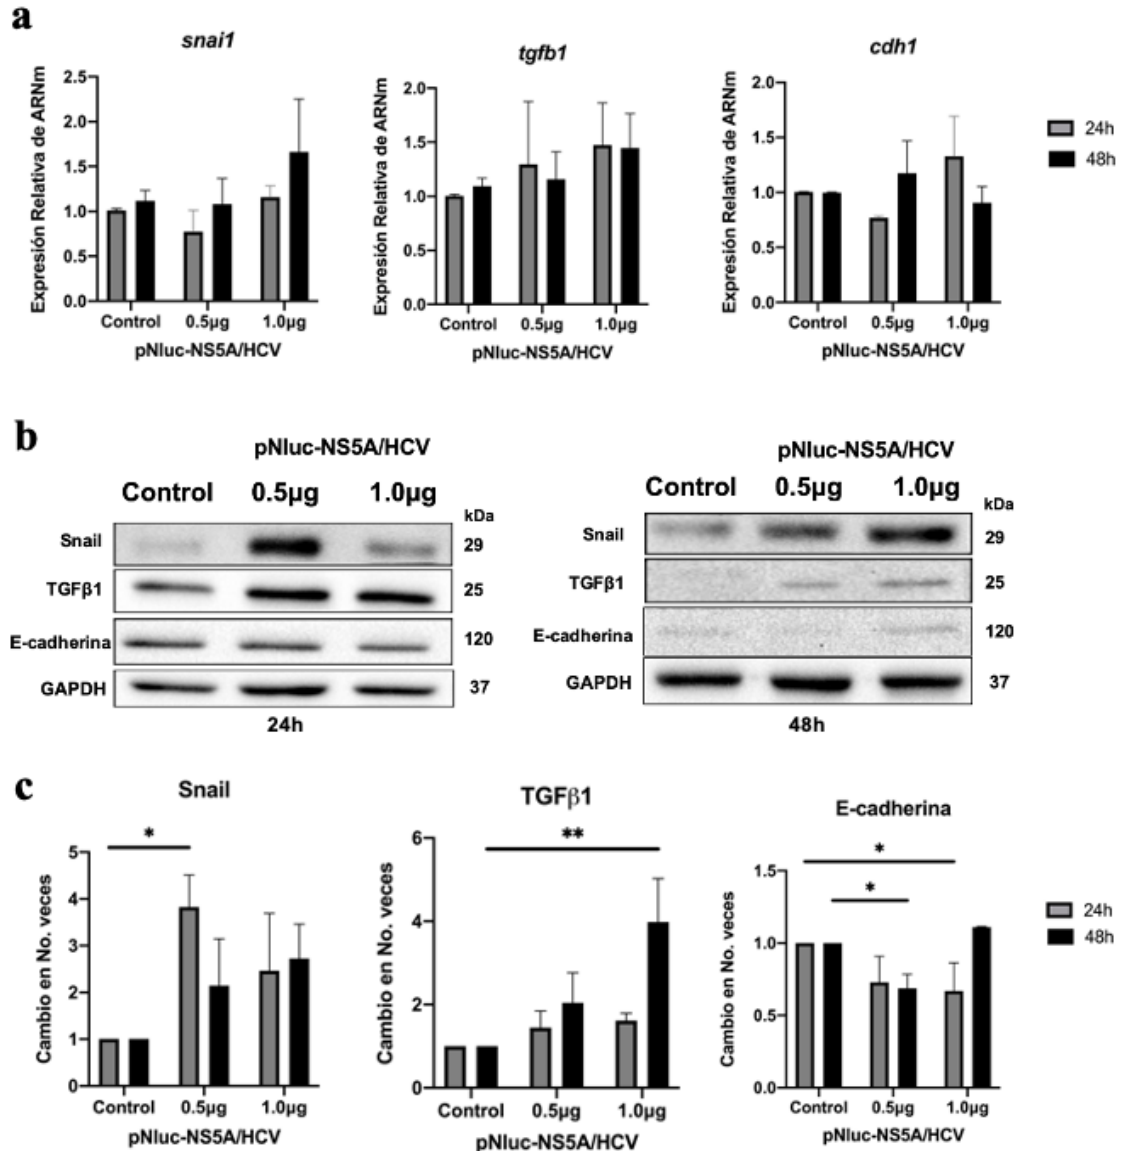 a
snai1
Expresión Relativa de ARNm
2.5
2.0
1.5
1.0
0.5
0.0
Control 0.5µg 1.0µg
pNluc-NS5A/HCV
tgfb1
Expresión Relativa de ARNm
2.0
1.5
1.0
0.5
0.0
Control 0.5µg 1.0µg
pNluc-NS5A/HCV
cdh1
Expresión Relativa de ARNm
2.0
1.5
1.0
0.5
0.0
Control 0.5µg 1.0µg
pNluc-NS5A/HCV
24h
48h
b
pNluc-NS5A/HCV
Control 0.5µg 1.0µg
kDa
Snail 29
TGFβ1 25
E-cadherina 120
GAPDH 37
24h
pNluc-NS5A/HCV
Control 0.5µg 1.0µg
kDa
Snail 29
TGFβ1 25
E-cadherina 120
GAPDH 37
48h
c
Snail
*
Cambio en No. veces
5
4
3
2
1
0
Control 0.5µg 1.0µg
pNluc-NS5A/HCV
TGFβ1
**
Cambio en No. veces
6
4
2
0
Control 0.5µg 1.0µg
pNluc-NS5A/HCV
E-cadherina
*
*
Cambio en No. veces
1.5
1.0
0.5
0.0
Control 0.5µg 1.0µg
pNluc-NS5A/HCV
24h
48h